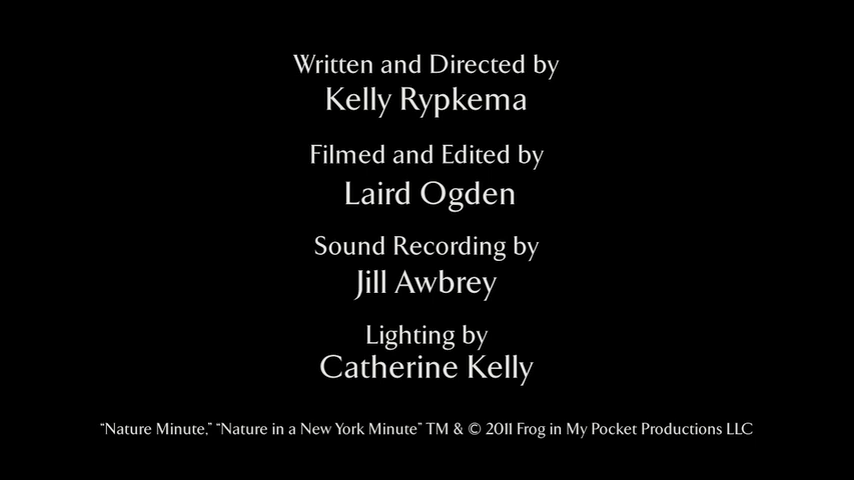 Written and Directed by
Kelly Rypkema
Filmed and Edited by
Laird Ogden
Sound Recording by
Jill Awbrey
Lighting by
Catherine Kelly
“Nature Minute,” “Nature in a New York Minute” TM & © 2011 Frog in My Pocket Productions LLC